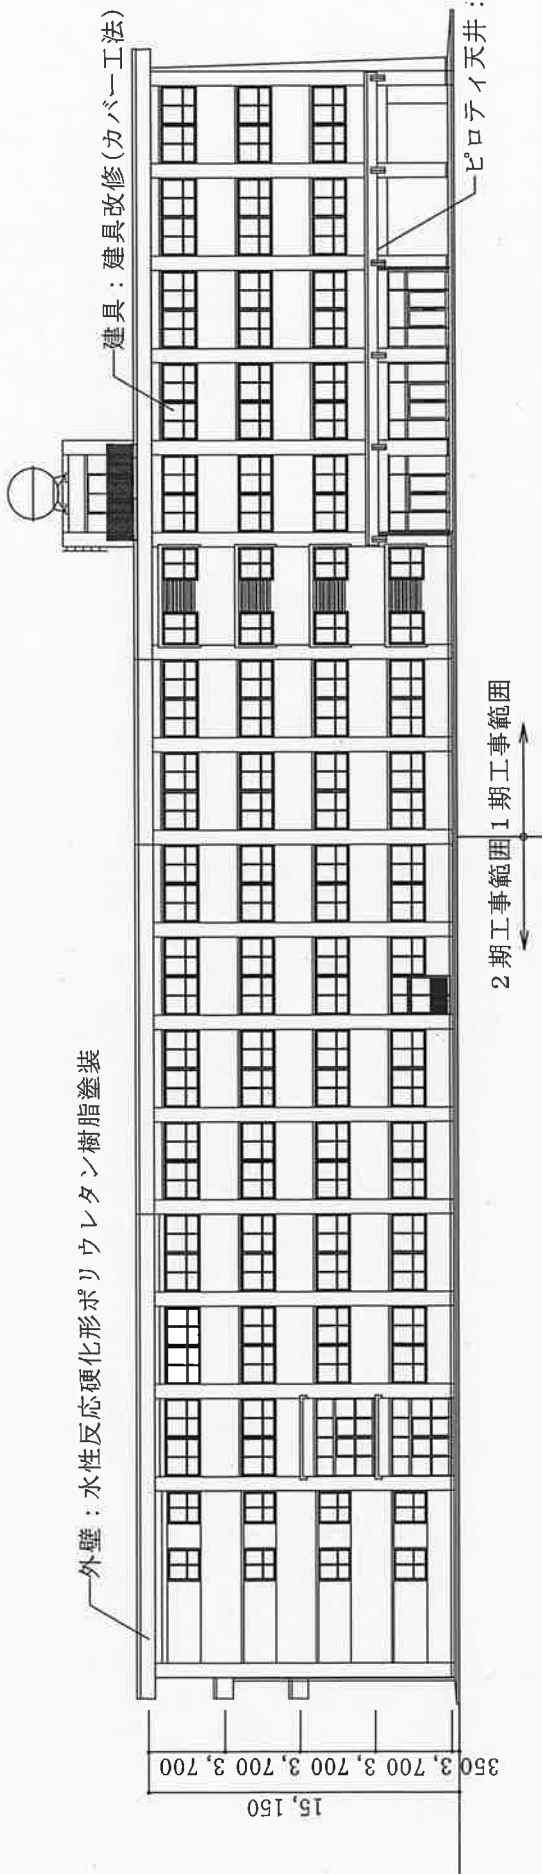 外壁：水性反応硬化形ポリウレタン樹脂塗装
建具：建具改修(カバー工法)
ピロティ天井：
2期工事範囲
1期工事範囲
15,150
3,700
3,700
3,700
3,700
350